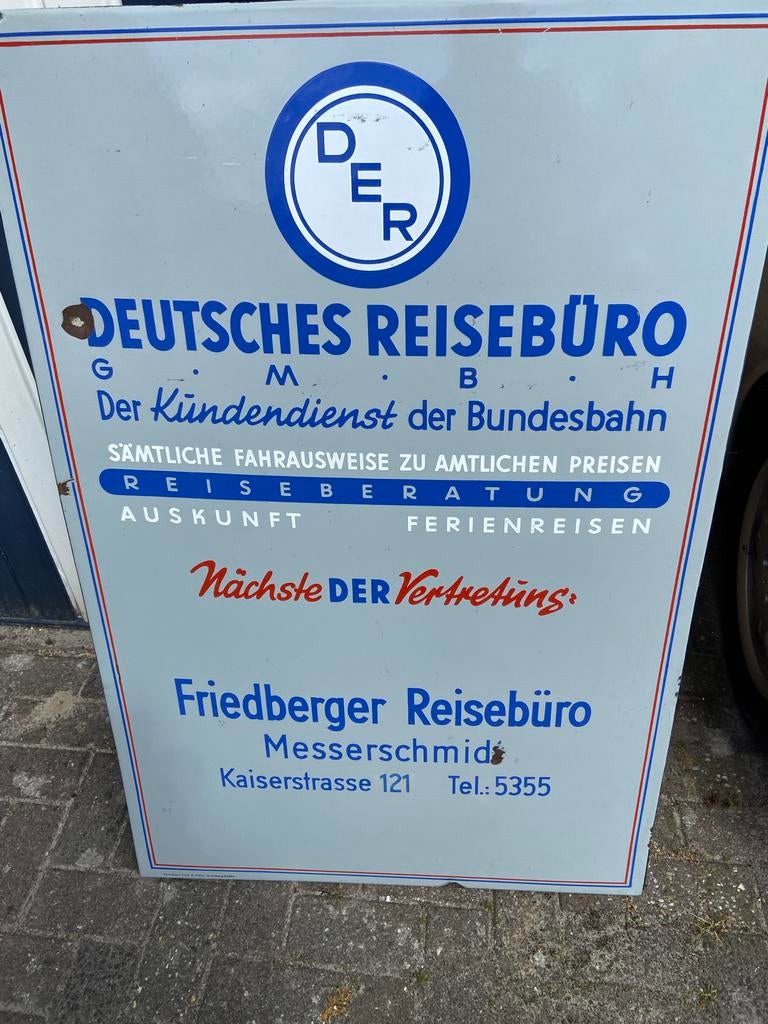 DER
DEUTSCHES REISEBÜRO
G · M · B · H
Der Kundendienst der Bundesbahn
SÄMTLICHE FAHRAUSWEISE ZU AMTLICHEN PREISEN
REISEBERATUNG
AUSKUNFT FERIENREISEN
Nächste DER Vertretung:
Friedberger Reisebüro
Messerschmid
Kaiserstrasse 121 Tel.: 5355